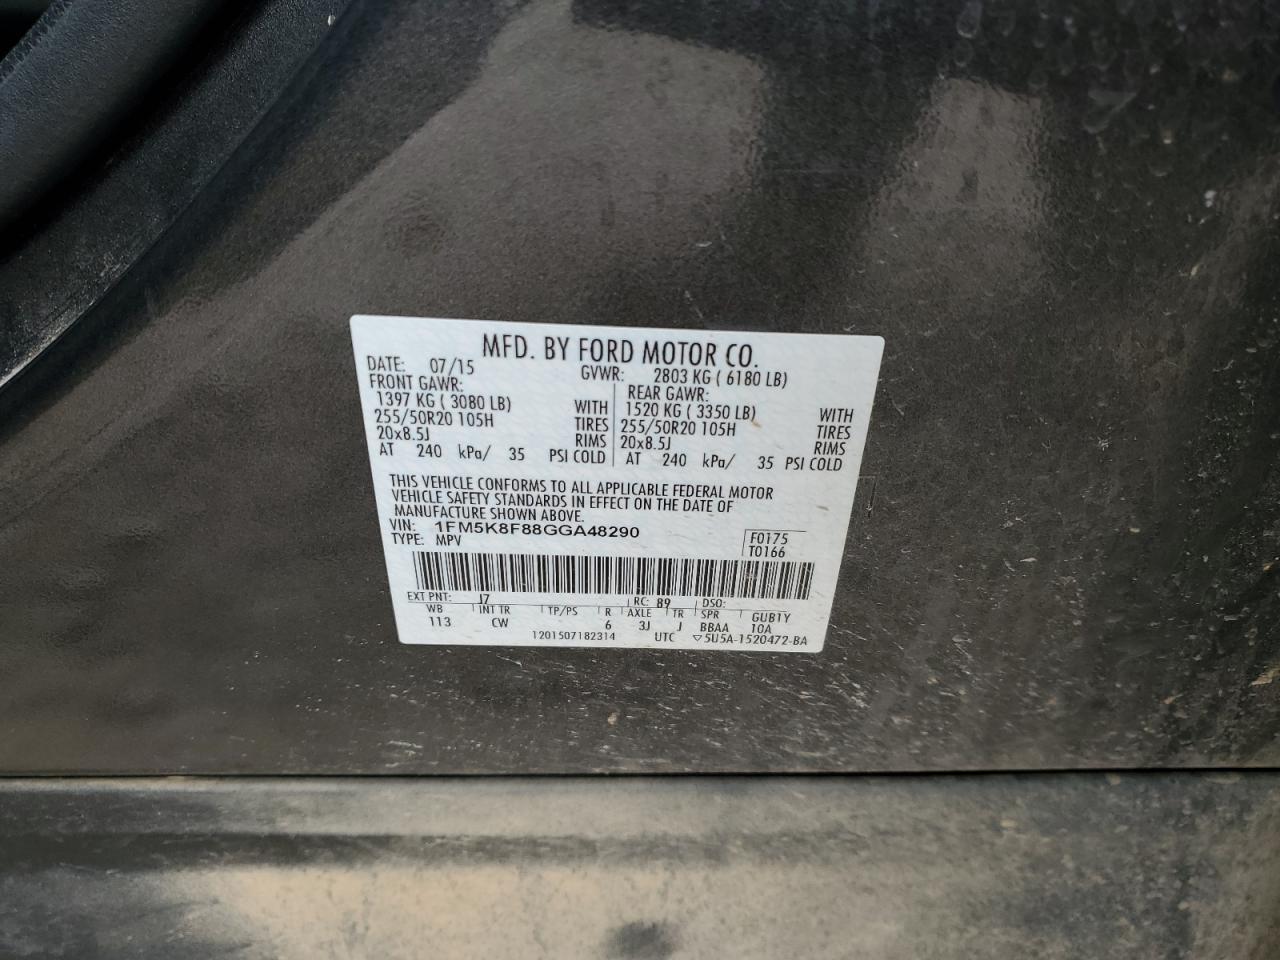 MFD. BY FORD MOTOR CO.
DATE: 07/15 GVWR: 2803 KG ( 6180 LB)
FRONT GAWR: REAR GAWR:
1397 KG ( 3080 LB) WITH 1520 KG ( 3350 LB) WITH
255/50R20 105H TIRES 255/50R20 105H TIRES
20x8.5J RIMS 20x8.5J RIMS
AT 240 kPa/ 35 PSI COLD AT 240 kPa/ 35 PSI COLD
THIS VEHICLE CONFORMS TO ALL APPLICABLE FEDERAL MOTOR
VEHICLE SAFETY STANDARDS IN EFFECT ON THE DATE OF
MANUFACTURE SHOWN ABOVE.
VIN: 1FM5K8F88GGA48290 F0175
TYPE: MPV T0166
EXT PNT: J7 RC: 89 DSO:
WB INT TR TP/PS R AXLE TR SPR GUB1Y
113 CW 6 3J J BBAA 10A
1201507182314 UTC ▽5U5A-1520472-BA